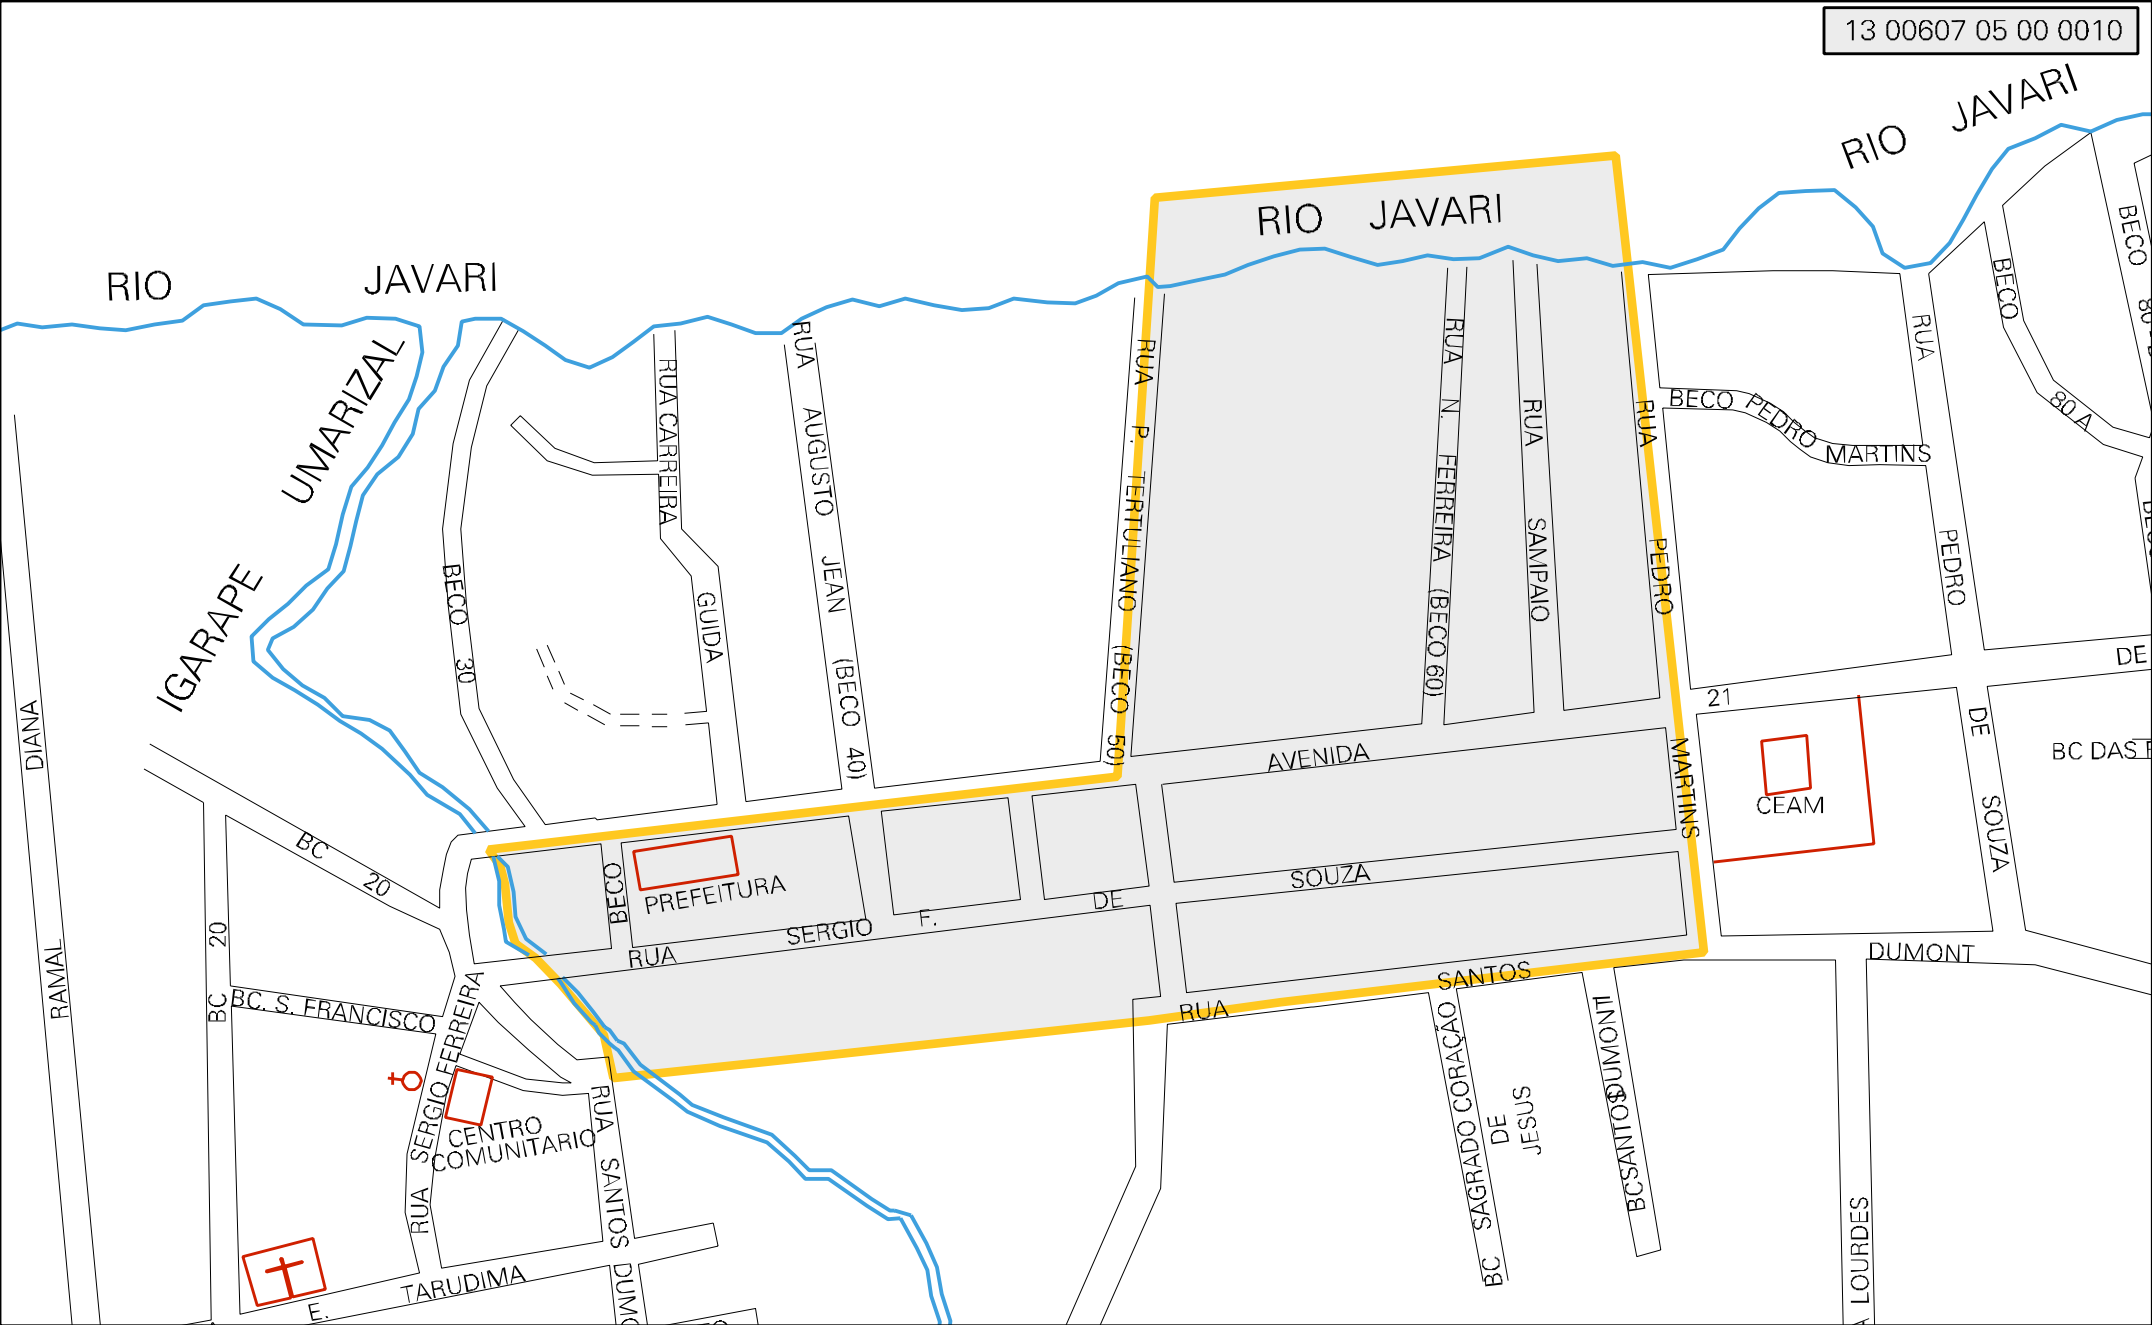 13 00607 05 00 0010
RIO JAVARI
RIO JAVARI
RIO JAVARI
IGARAPE UMARIZAL
RUA CARREIRA
GUIDA
RUA AUGUSTO JEAN (BECO 40)
RUA P. TERTULIANO (BECO 50)
RUA N. FERREIRA (BECO 60)
RUA SAMPAIO
RUA PEDRO MARTINS
BECO PEDRO MARTINS
RUA PEDRO DE SOUZA
BECO 80 A
BECO
BECO 30
RAMAL DIANA
BC 20
BC 20
BC. S. FRANCISCO
AVENIDA 21 DE
CEAM
BC DAS
BECO
PREFEITURA
RUA SERGIO F. DE SOUZA
RUA SANTOS DUMONT
RUA SERGIO FERREIRA
CENTRO
COMUNITARIO
RUA SANTOS
BC SAGRADO CORAÇÃO
DE
JESUS
BC SANTOS DUMONT
LOURDES
E. TARUDIMA